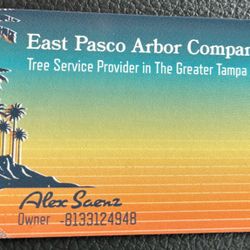 East Pasco Arbor Compan
Tree Service Provider in The Greater Tampa
Alex Saenz
Owner -8133124948